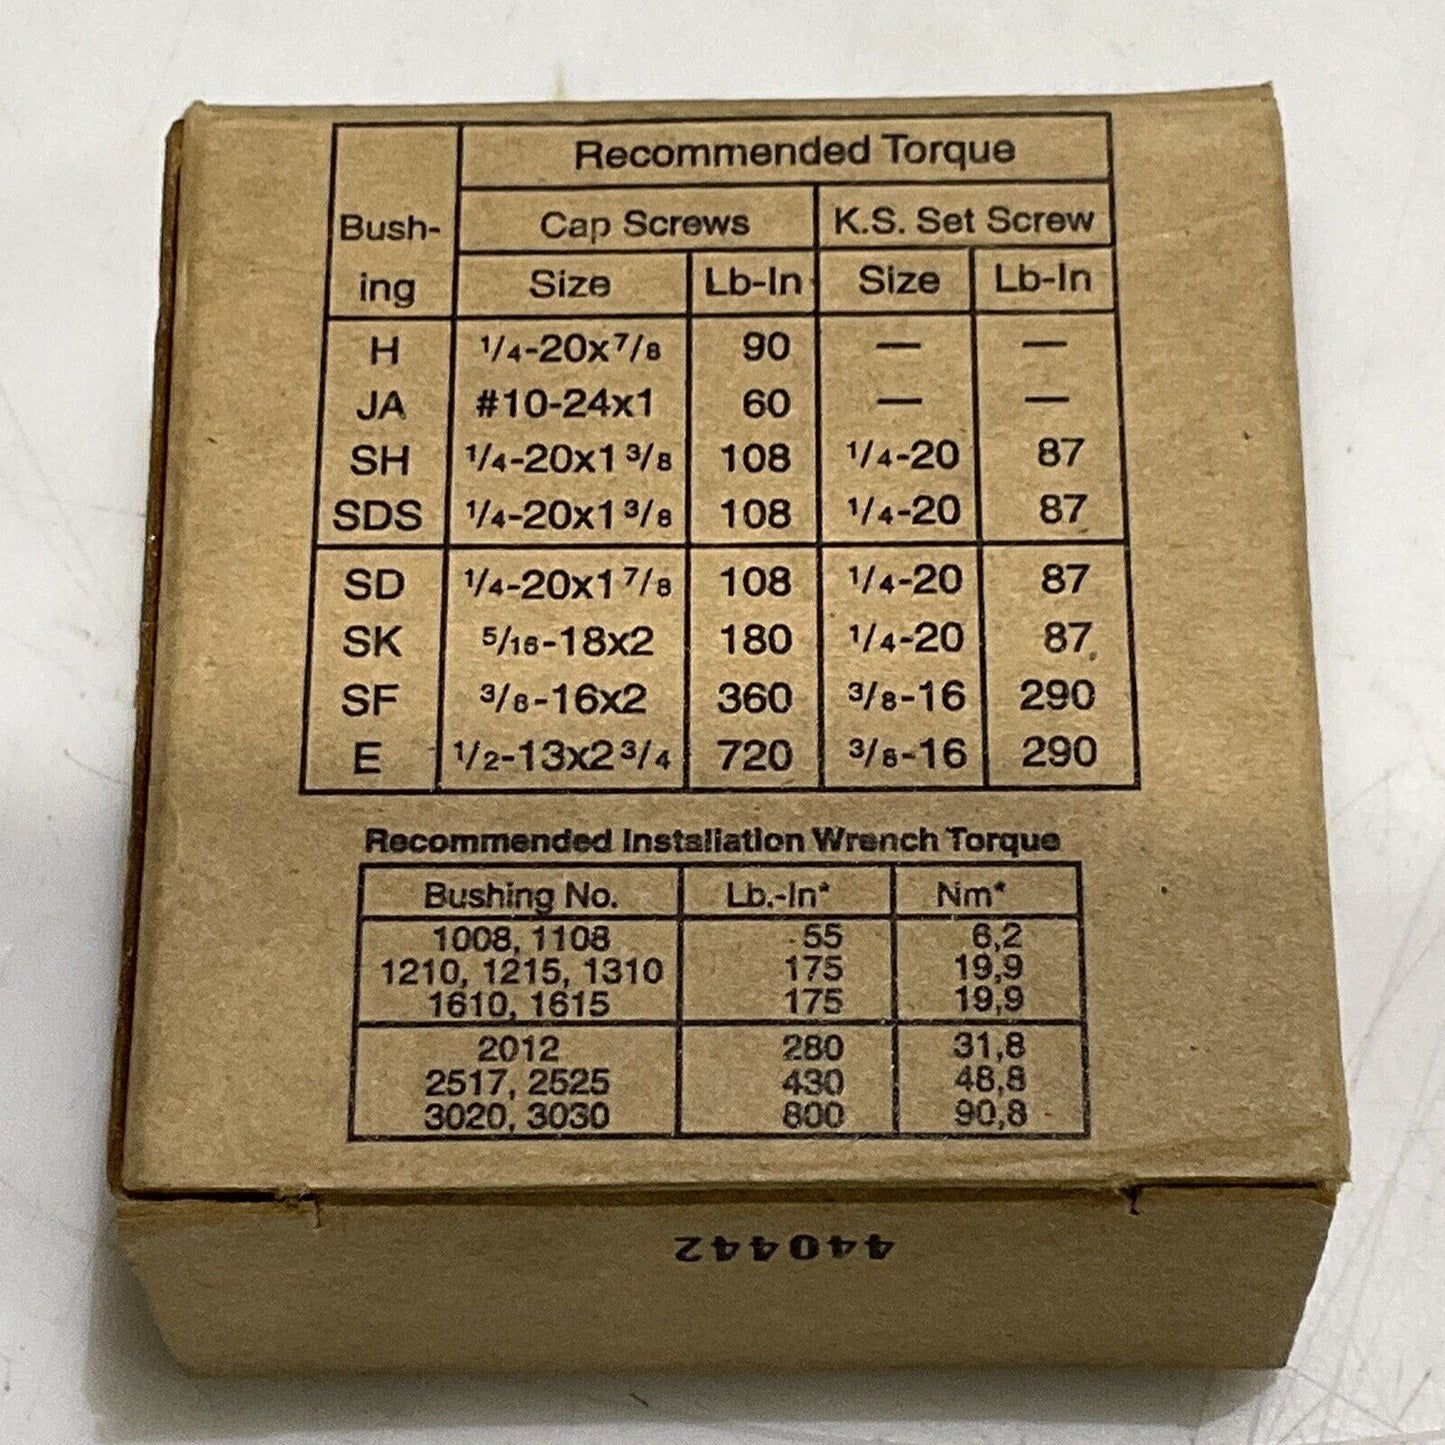 Recommended Torque
Bush-ing Cap Screws K.S. Set Screw
Size Lb-In Size Lb-In
H 1/4-20x7/8 90 — —
JA #10-24x1 60 — —
SH 1/4-20x1 3/8 108 1/4-20 87
SDS 1/4-20x1 3/8 108 1/4-20 87
SD 1/4-20x1 7/8 108 1/4-20 87
SK 5/16-18x2 180 1/4-20 87
SF 3/8-16x2 360 3/8-16 290
E 1/2-13x2 3/4 720 3/8-16 290
Recommended Installation Wrench Torque
Bushing No. Lb.-In* Nm*
1008, 1108 55 6,2
1210, 1215, 1310 175 19,9
1610, 1615 175 19,9
2012 280 31,8
2517, 2525 430 48,8
3020, 3030 800 90,8
440442